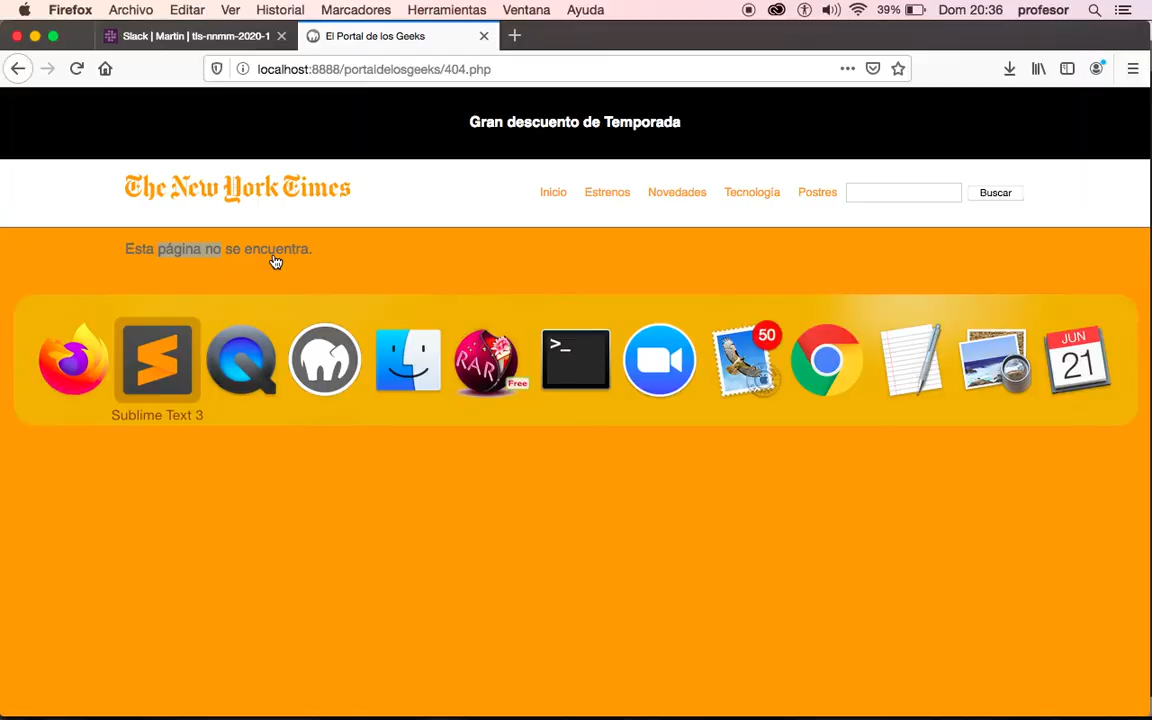 Firefox Archivo Editar Ver Historial Marcadores Herramientas Ventana Ayuda 39% Dom 20:36 profesor
Slack | Martin | tls-nnmm-2020-1 El Portal de los Geeks
localhost:8888/portaldelosgeeks/404.php
Gran descuento de Temporada
The New York Times Inicio Estrenos Novedades Tecnología Postres Buscar
Esta página no se encuentra.
RAR Free >_ 50 JUN 21
Sublime Text 3